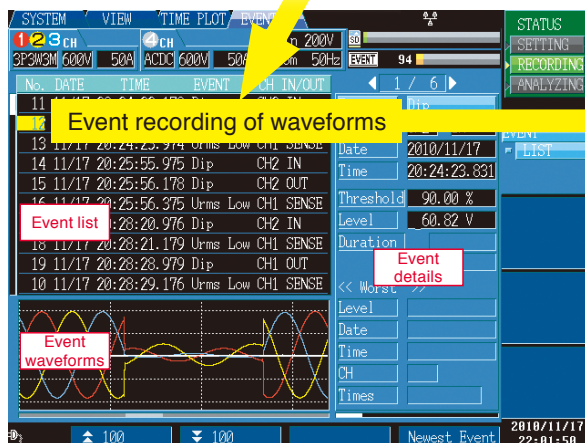 SYSTEM VIEW TIME PLOT EVENT
1 2 3 CH 4 CH 200V SD
3P3W3M 600V 50A ACDC 600V 50Hz EVENT 94
STATUS
SETTING
RECORDING
ANALYZING
No. DATE TIME EVENT CH IN/OUT
1 / 6
11 Dip
12
Event recording of waveforms
13 11/17 20:24:23.974 Urms Low CH1 SENSE
14 11/17 20:25:55.975 Dip CH2 IN
15 11/17 20:25:56.178 Dip CH2 OUT
20:25:56.375 Urms Low CH1 SENSE
:28:20.976 Dip CH2 IN
18 11/17 20:28:21.179 Urms Low CH1 SENSE
19 11/17 20:28:28.979 Dip CH1 OUT
10 11/17 20:28:29.176 Urms Low CH1 SENSE
Event list
Dip
Date 2010/11/17
Time 20:24:23.831
Threshold 90.00 %
Level 60.82 V
Duration
Event
details
<< Worst >>
Level
Date
Time
CH
Times
EVENT
LIST
Event
waveforms
100 100 Newest Event
2010/11/17
22:01:50